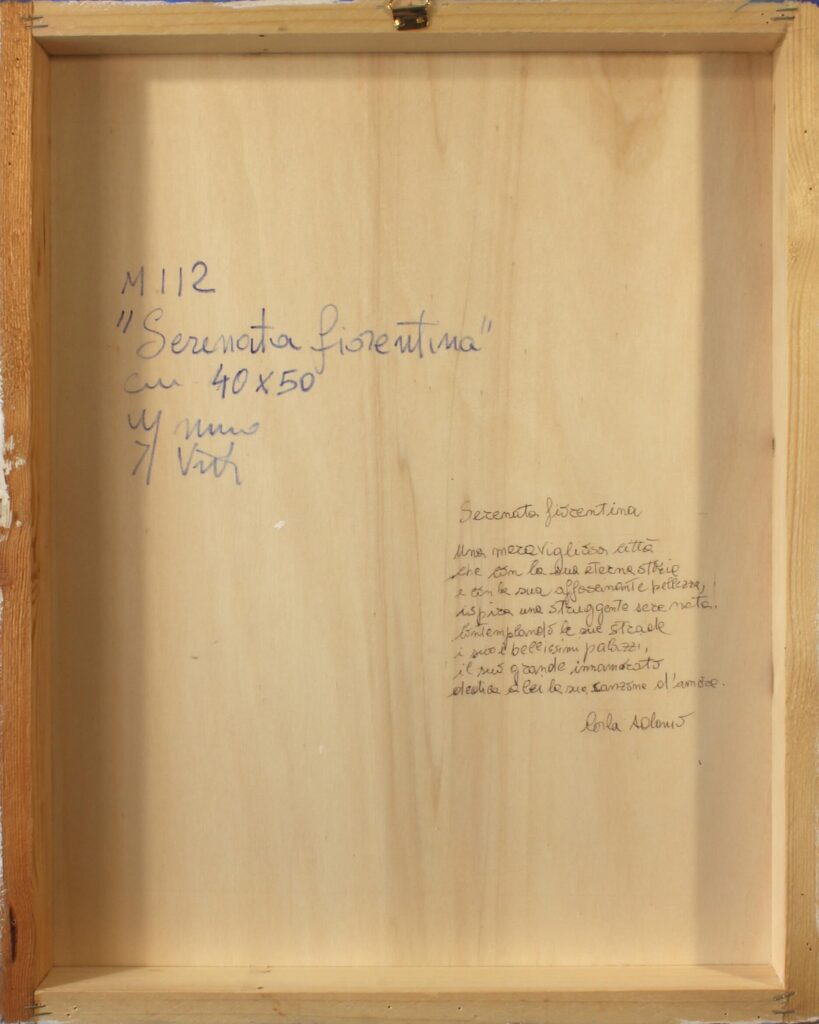 M 112
"Serenata fiorentina"
cm 40x50
Serenata fiorentina
Una meravigliosa città
che con la sua eterna storia
e con la sua affascinante bellezza,
ispira una struggente serenata.
Contemplando le sue strade
i suoi bellissimi palazzi,
il suo grande innamorato
dedica a lei la sua canzone d'amore.
Carla